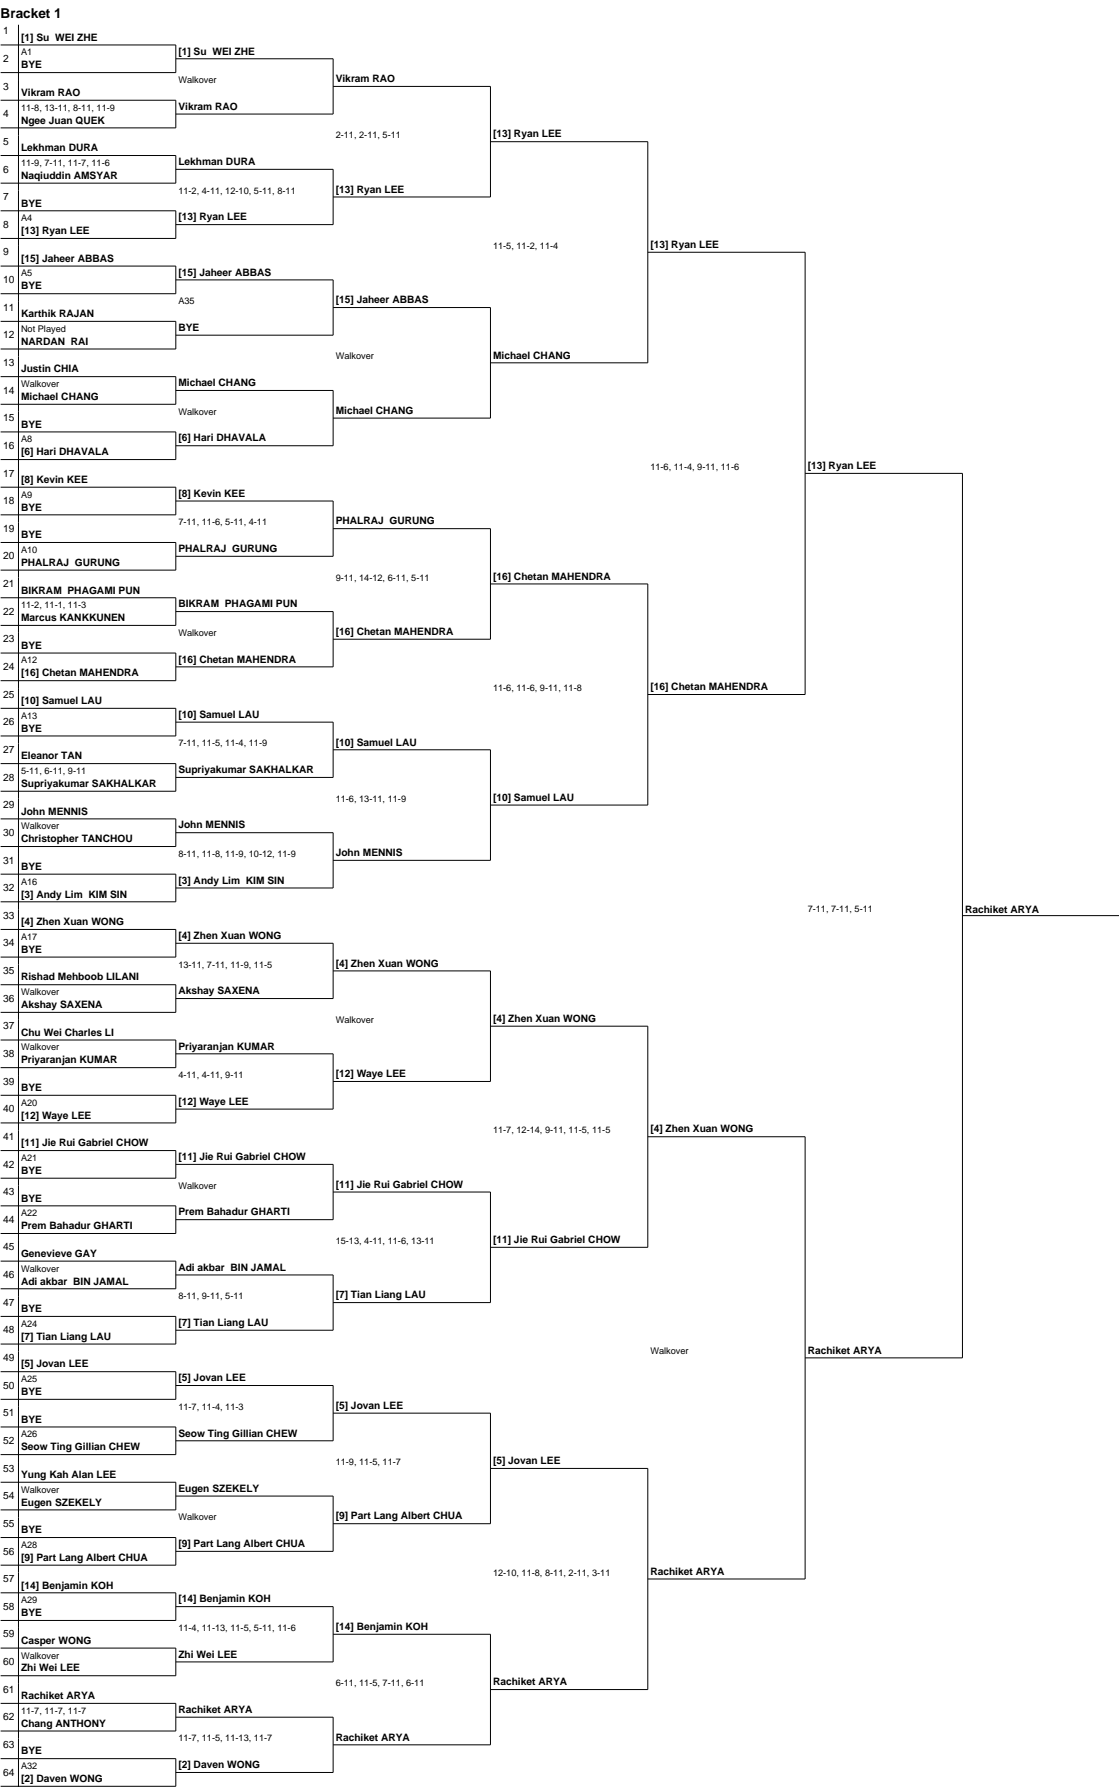 Bracket 1
1
[1] Su  WEI ZHE
A1
[1] Su  WEI ZHE
2
BYE
Walkover
Vikram RAO
3
Vikram RAO
11-8, 13-11, 8-11, 11-9
Vikram RAO
4
Ngee Juan QUEK
2-11, 2-11, 5-11
[13] Ryan LEE
5
Lekhman DURA
11-9, 7-11, 11-7, 11-6
Lekhman DURA
6
Naqiuddin AMSYAR
11-2, 4-11, 12-10, 5-11, 8-11
[13] Ryan LEE
7
BYE
A4
[13] Ryan LEE
8
[13] Ryan LEE
11-5, 11-2, 11-4
[13] Ryan LEE
9
[15] Jaheer ABBAS
A5
[15] Jaheer ABBAS
10
BYE
A35
[15] Jaheer ABBAS
11
Karthik RAJAN
Not Played
BYE
12
NARDAN  RAI
Walkover
Michael CHANG
13
Justin CHIA
Walkover
Michael CHANG
14
Michael CHANG
Walkover
Michael CHANG
15
BYE
A8
[6] Hari DHAVALA
16
[6] Hari DHAVALA
11-6, 11-4, 9-11, 11-6
[13] Ryan LEE
17
[8] Kevin KEE
A9
[8] Kevin KEE
18
BYE
7-11, 11-6, 5-11, 4-11
PHALRAJ  GURUNG
19
BYE
A10
PHALRAJ  GURUNG
20
PHALRAJ  GURUNG
9-11, 14-12, 6-11, 5-11
[16] Chetan MAHENDRA
21
BIKRAM  PHAGAMI PUN
11-2, 11-1, 11-3
BIKRAM  PHAGAMI PUN
22
Marcus KANKKUNEN
Walkover
[16] Chetan MAHENDRA
23
BYE
A12
[16] Chetan MAHENDRA
24
[16] Chetan MAHENDRA
11-6, 11-6, 9-11, 11-8
[16] Chetan MAHENDRA
25
[10] Samuel LAU
A13
[10] Samuel LAU
26
BYE
7-11, 11-5, 11-4, 11-9
[10] Samuel LAU
27
Eleanor TAN
5-11, 6-11, 9-11
Supriyakumar SAKHALKAR
28
Supriyakumar SAKHALKAR
11-6, 13-11, 11-9
[10] Samuel LAU
29
John MENNIS
Walkover
John MENNIS
30
Christopher TANCHOU
8-11, 11-8, 11-9, 10-12, 11-9
John MENNIS
31
BYE
A16
[3] Andy Lim  KIM SIN
32
[3] Andy Lim  KIM SIN
7-11, 7-11, 5-11
Rachiket ARYA
33
[4] Zhen Xuan WONG
A17
[4] Zhen Xuan WONG
34
BYE
13-11, 7-11, 11-9, 11-5
[4] Zhen Xuan WONG
35
Rishad Mehboob LILANI
Walkover
Akshay SAXENA
36
Akshay SAXENA
Walkover
[4] Zhen Xuan WONG
37
Chu Wei Charles LI
Walkover
Priyaranjan KUMAR
38
Priyaranjan KUMAR
4-11, 4-11, 9-11
[12] Waye LEE
39
BYE
A20
[12] Waye LEE
40
[12] Waye LEE
11-7, 12-14, 9-11, 11-5, 11-5
[4] Zhen Xuan WONG
41
[11] Jie Rui Gabriel CHOW
A21
[11] Jie Rui Gabriel CHOW
42
BYE
Walkover
[11] Jie Rui Gabriel CHOW
43
BYE
A22
Prem Bahadur GHARTI
44
Prem Bahadur GHARTI
15-13, 4-11, 11-6, 13-11
[11] Jie Rui Gabriel CHOW
45
Genevieve GAY
Walkover
Adi akbar  BIN JAMAL
46
Adi akbar  BIN JAMAL
8-11, 9-11, 5-11
[7] Tian Liang LAU
47
BYE
A24
[7] Tian Liang LAU
48
[7] Tian Liang LAU
Walkover
Rachiket ARYA
49
[5] Jovan LEE
A25
[5] Jovan LEE
50
BYE
11-7, 11-4, 11-3
[5] Jovan LEE
51
BYE
A26
Seow Ting Gillian CHEW
52
Seow Ting Gillian CHEW
11-9, 11-5, 11-7
[5] Jovan LEE
53
Yung Kah Alan LEE
Walkover
Eugen SZEKELY
54
Eugen SZEKELY
Walkover
[9] Part Lang Albert CHUA
55
BYE
A28
[9] Part Lang Albert CHUA
56
[9] Part Lang Albert CHUA
12-10, 11-8, 8-11, 2-11, 3-11
Rachiket ARYA
57
[14] Benjamin KOH
A29
[14] Benjamin KOH
58
BYE
11-4, 11-13, 11-5, 5-11, 11-6
[14] Benjamin KOH
59
Casper WONG
Walkover
Zhi Wei LEE
60
Zhi Wei LEE
6-11, 11-5, 7-11, 6-11
Rachiket ARYA
61
Rachiket ARYA
11-7, 11-7, 11-7
Rachiket ARYA
62
Chang ANTHONY
11-7, 11-5, 11-13, 11-7
Rachiket ARYA
63
BYE
A32
[2] Daven WONG
64
[2] Daven WONG